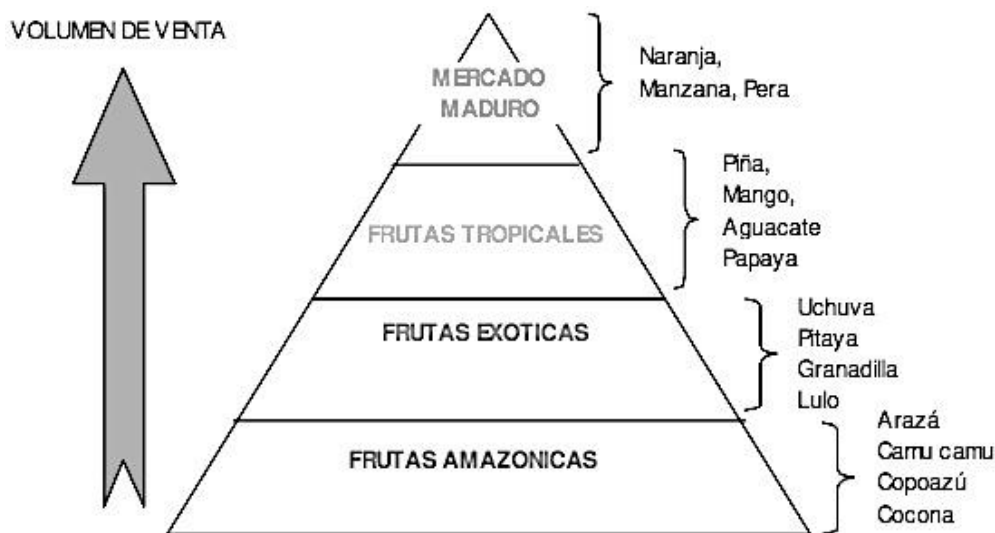 VOLUMEN DE VENTA
MERCADO
MADURO
Naranja,
Manzana, Pera
FRUTAS TROPICALES
Piña,
Mango,
Aguacate
Papaya
FRUTAS EXOTICAS
Uchuva
Pitaya
Granadilla
Lulo
FRUTAS AMAZONICAS
Arazá
Camu camu
Copoazú
Cocona